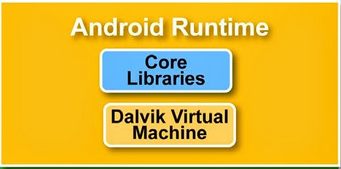 Android Runtime
Core
Libraries
Dalvik Virtual
Machine